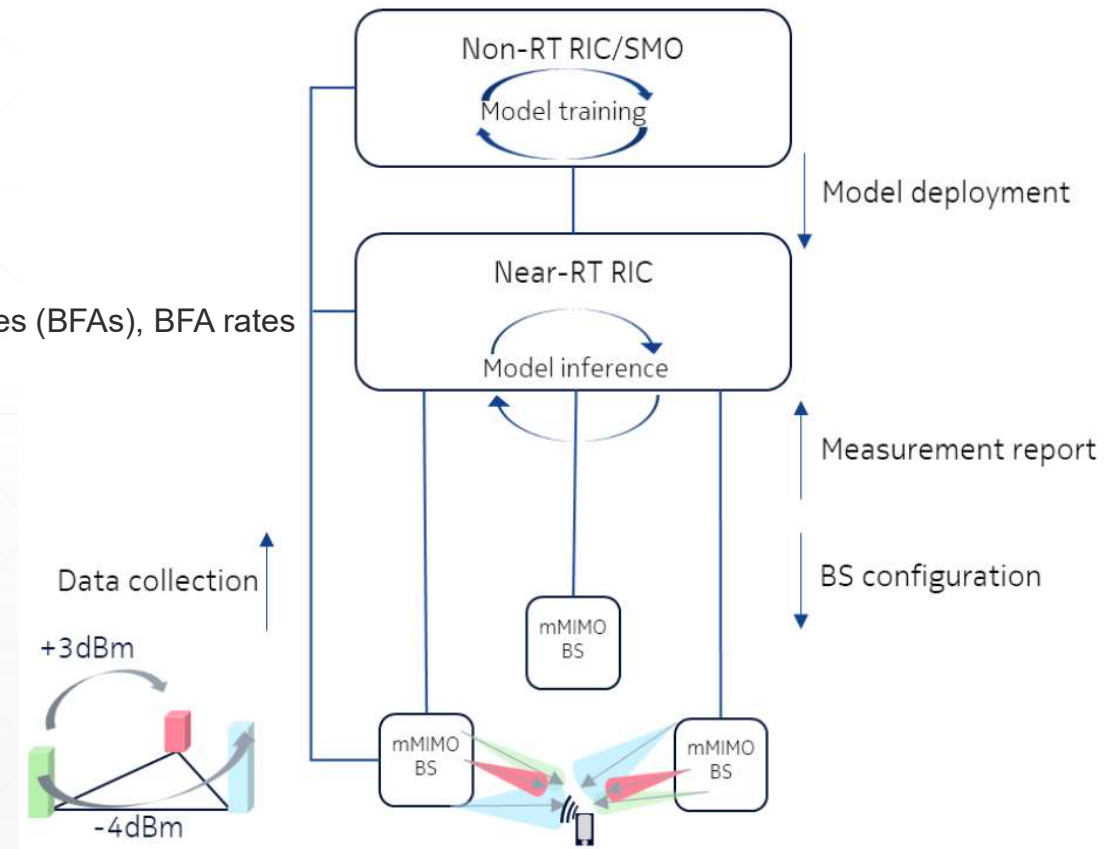 Non-RT RIC/SMO
Model training
Model deployment
Near-RT RIC
es (BFAs), BFA rates
Model inference
Measurement report
Data collection
BS configuration
+3dBm
mMIMO
BS
mMIMO
BS
mMIMO
BS
-4dBm